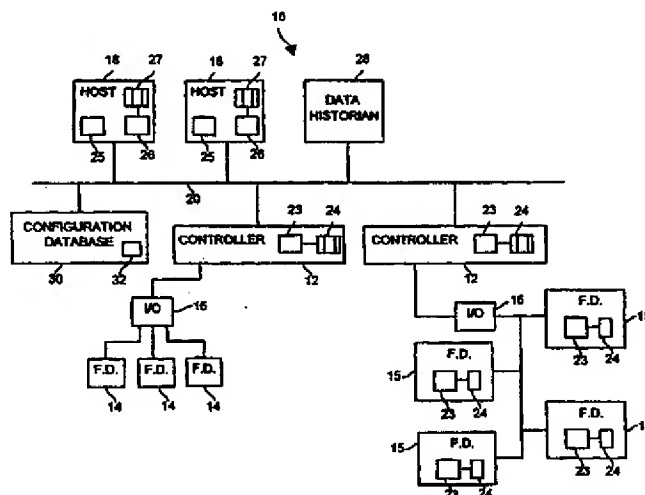 10
18 27 18 27 28
HOST HOST DATA
HISTORIAN
25 26 25 26
20
CONFIGURATION
DATABASE
30 32
CONTROLLER 23 24
12
CONTROLLER 23 24
12
I/O 16
I/O 16
F.D. F.D. F.D.
14 14 14
F.D. 15
23 24
15 F.D.
23 24
F.D.
23 24
15 F.D.
23 24